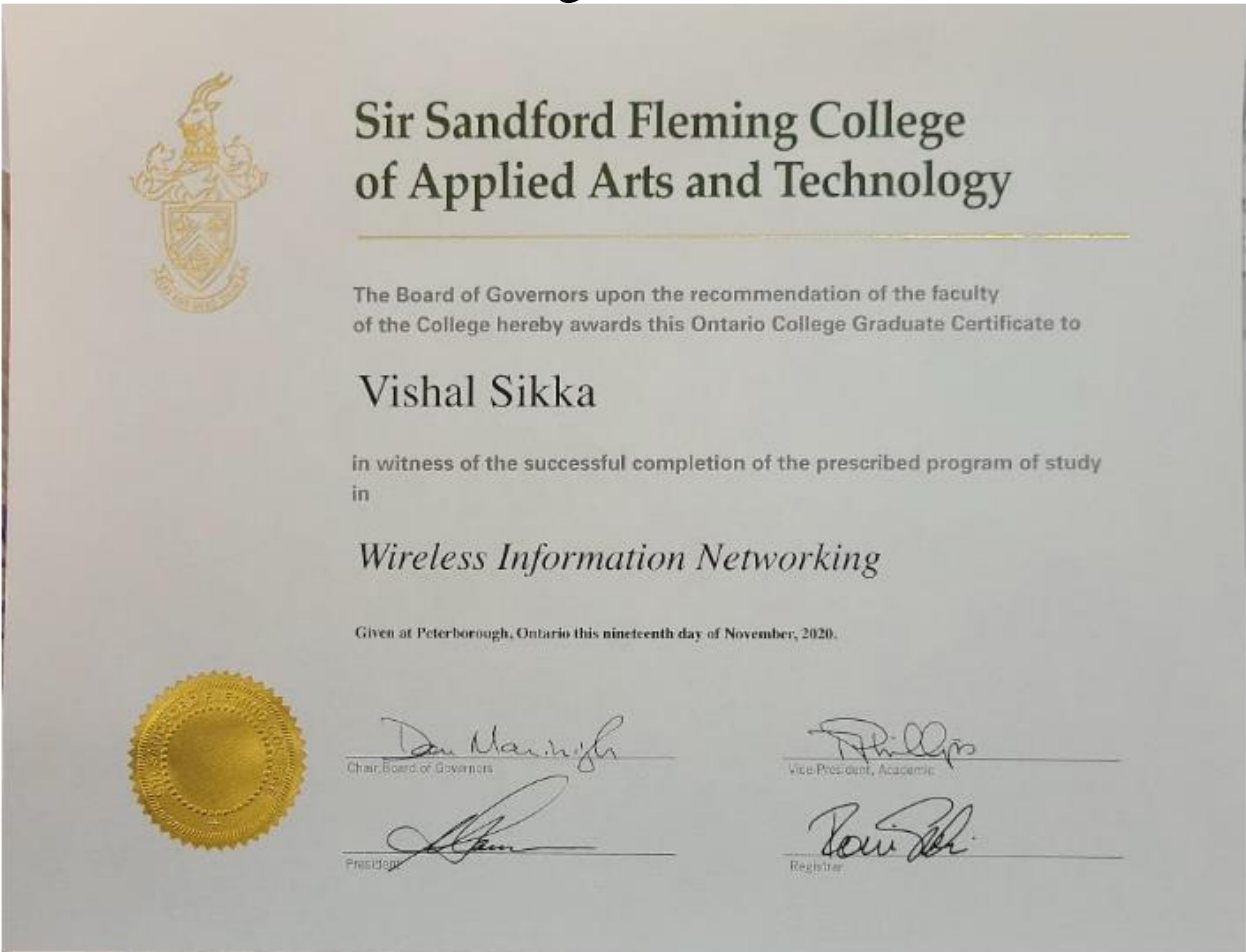 Sir Sandford Fleming College
of Applied Arts and Technology
The Board of Governors upon the recommendation of the faculty
of the College hereby awards this Ontario College Graduate Certificate to
Vishal Sikka
in witness of the successful completion of the prescribed program of study
in
Wireless Information Networking
Given at Peterborough, Ontario this nineteenth day of November, 2020.
Chair, Board of Governors
Vice-President, Academic
President
Registrar